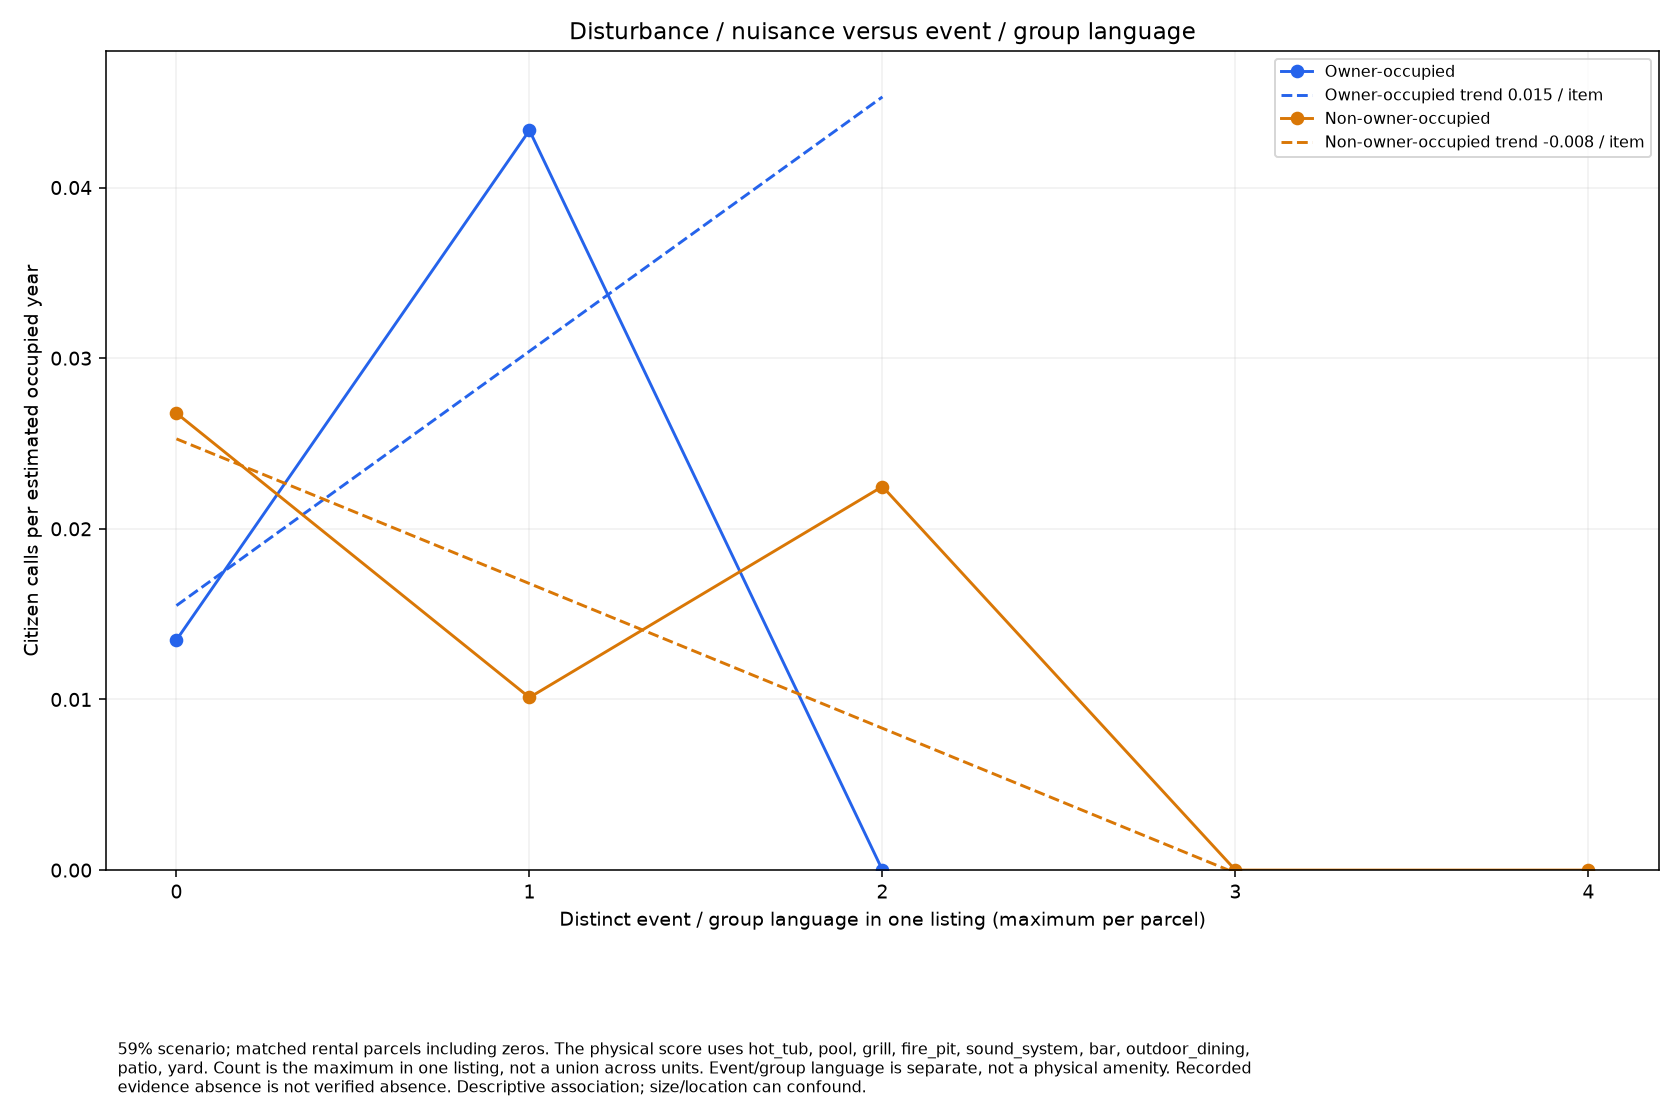 Disturbance / nuisance versus event / group language
Owner-occupied
Owner-occupied trend 0.015 / item
Non-owner-occupied
Non-owner-occupied trend -0.008 / item
Citizen calls per estimated occupied year
0.04
0.03
0.02
0.01
0.00
0 1 2 3 4
Distinct event / group language in one listing (maximum per parcel)
59% scenario; matched rental parcels including zeros. The physical score uses hot_tub, pool, grill, fire_pit, sound_system, bar, outdoor_dining,
patio, yard. Count is the maximum in one listing, not a union across units. Event/group language is separate, not a physical amenity. Recorded
evidence absence is not verified absence. Descriptive association; size/location can confound.